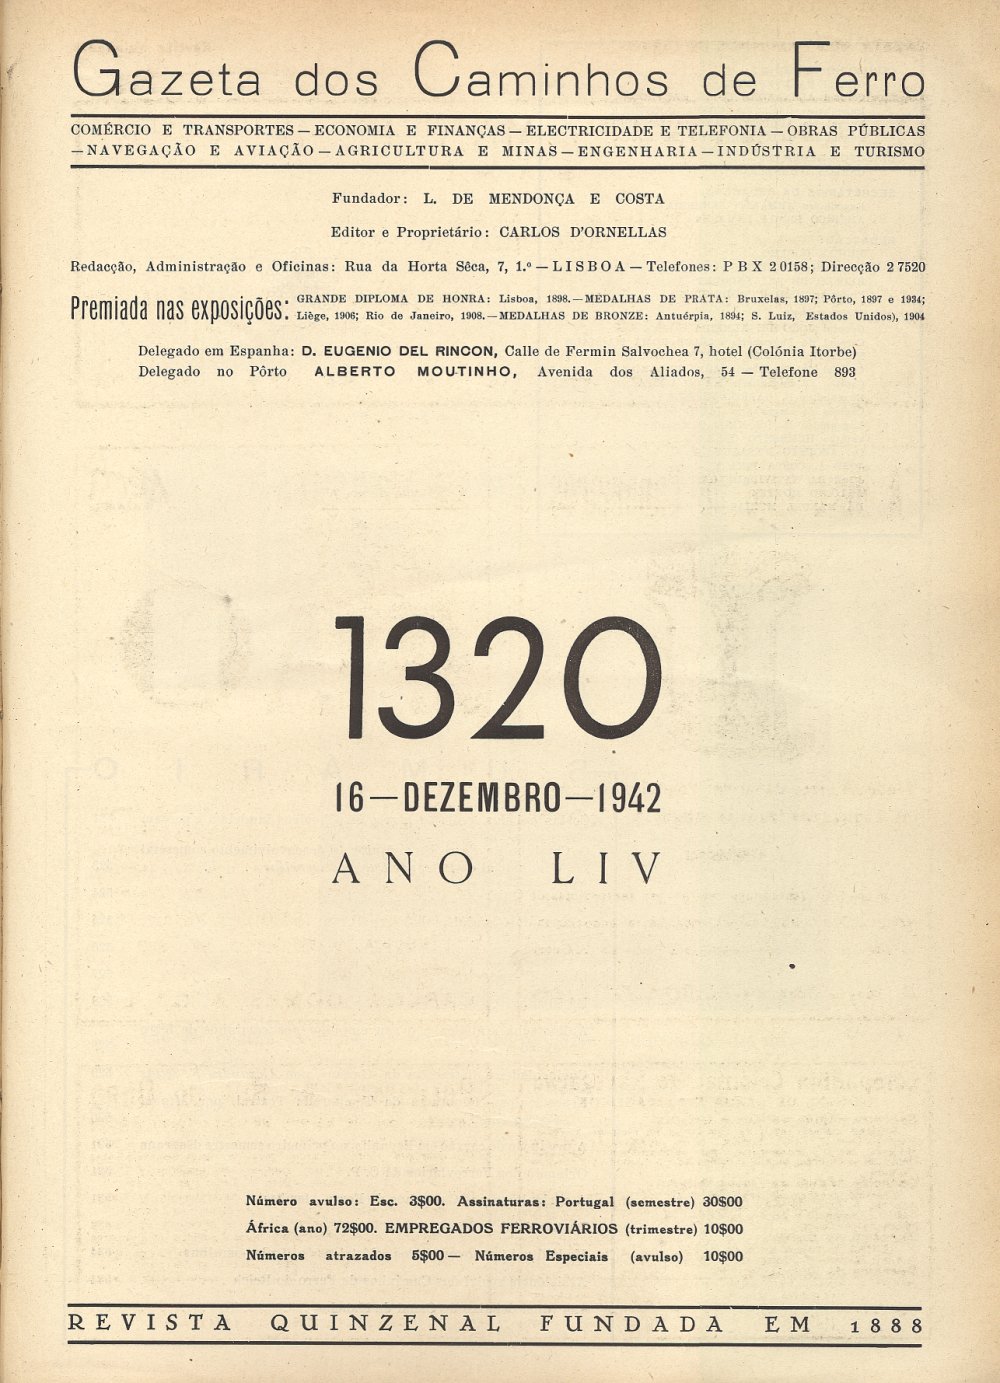 Gazeta dos Caminhos de Ferro
COMÉRCIO E TRANSPORTES — ECONOMIA E FINANÇAS — ELECTRICIDADE E TELEFONIA — OBRAS PÚBLICAS
— NAVEGAÇÃO E AVIAÇÃO — AGRICULTURA E MINAS — ENGENHARIA — INDÚSTRIA E TURISMO
Fundador: L. DE MENDONÇA E COSTA
Editor e Proprietário: CARLOS D'ORNELLAS
Redacção, Administração e Oficinas: Rua da Horta Sêca, 7, 1.º — LISBOA — Telefones: PBX 20158; Direcção 27520
Premiada nas exposições: GRANDE DIPLOMA DE HONRA: Lisboa, 1898. — MEDALHAS DE PRATA: Bruxelas, 1897; Pôrto, 1897 e 1934;
Liège, 1906; Rio de Janeiro, 1908. — MEDALHAS DE BRONZE: Antuérpia, 1894; S. Luiz, Estados Unidos), 1904
Delegado em Espanha: D. EUGENIO DEL RINCON, Calle de Fermin Salvochea 7, hotel (Colónia Itorbe)
Delegado no Pôrto ALBERTO MOUTINHO, Avenida dos Aliados, 54 — Telefone 893
1320
16 — DEZEMBRO — 1942
ANO LIV
Número avulso: Esc. 3$00. Assinaturas: Portugal (semestre) 30$00
África (ano) 72$00. EMPREGADOS FERROVIÁRIOS (trimestre) 10$00
Números atrazados 5$00 — Números Especiais (avulso) 10$00
REVISTA QUINZENAL FUNDADA EM 1888